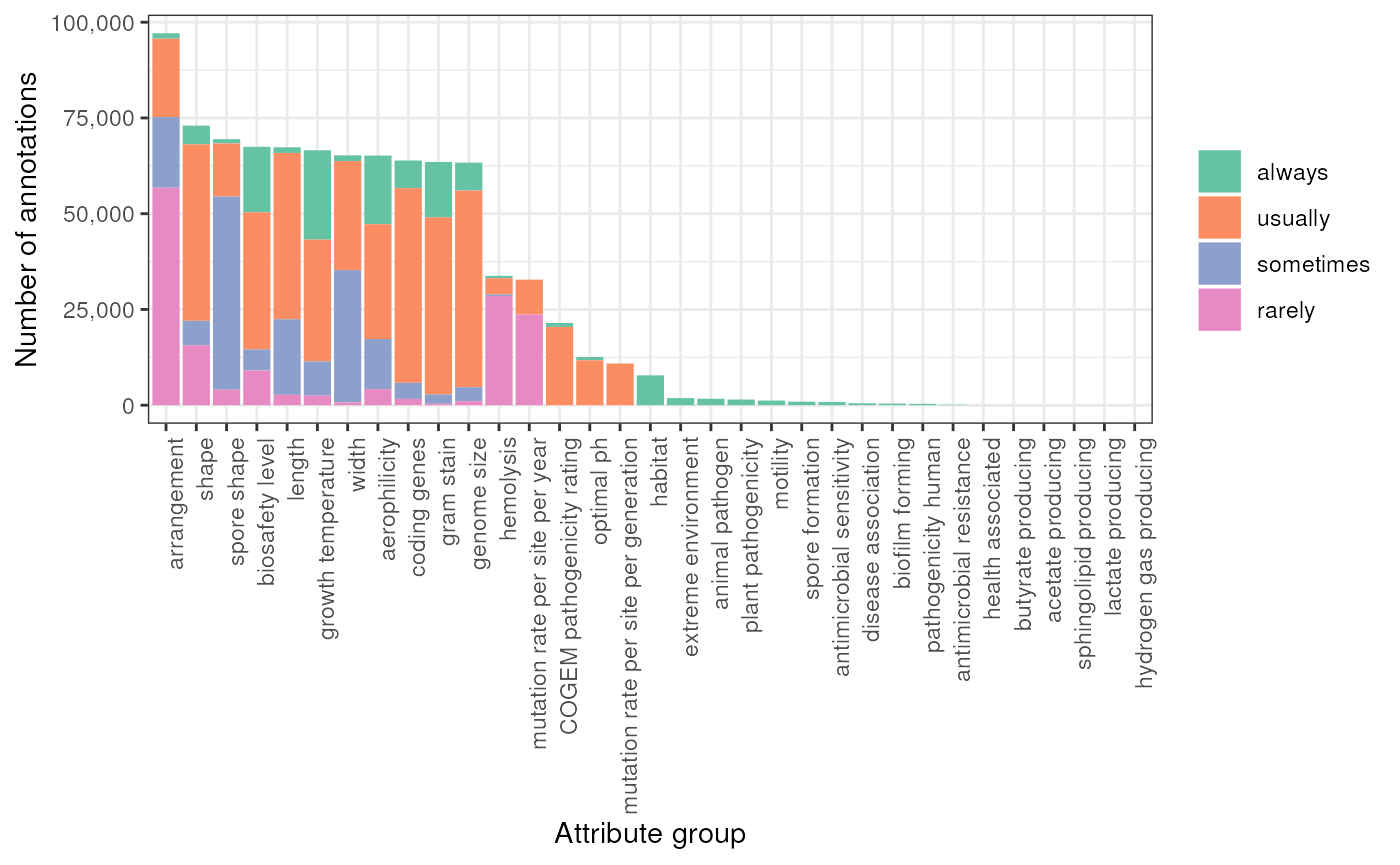 100,000
75,000
50,000
25,000
0
Number of annotations
always
usually
sometimes
rarely
arrangement
shape
spore shape
biosafety level
length
growth temperature
width
aerophilicity
coding genes
gram stain
genome size
hemolysis
mutation rate per site per year
COGEM pathogenicity rating
optimal ph
mutation rate per site per generation
habitat
extreme environment
animal pathogen
plant pathogenicity
motility
spore formation
antimicrobial sensitivity
disease association
biofilm forming
pathogenicity human
antimicrobial resistance
health associated
butyrate producing
acetate producing
sphingolipid producing
lactate producing
hydrogen gas producing
Attribute group